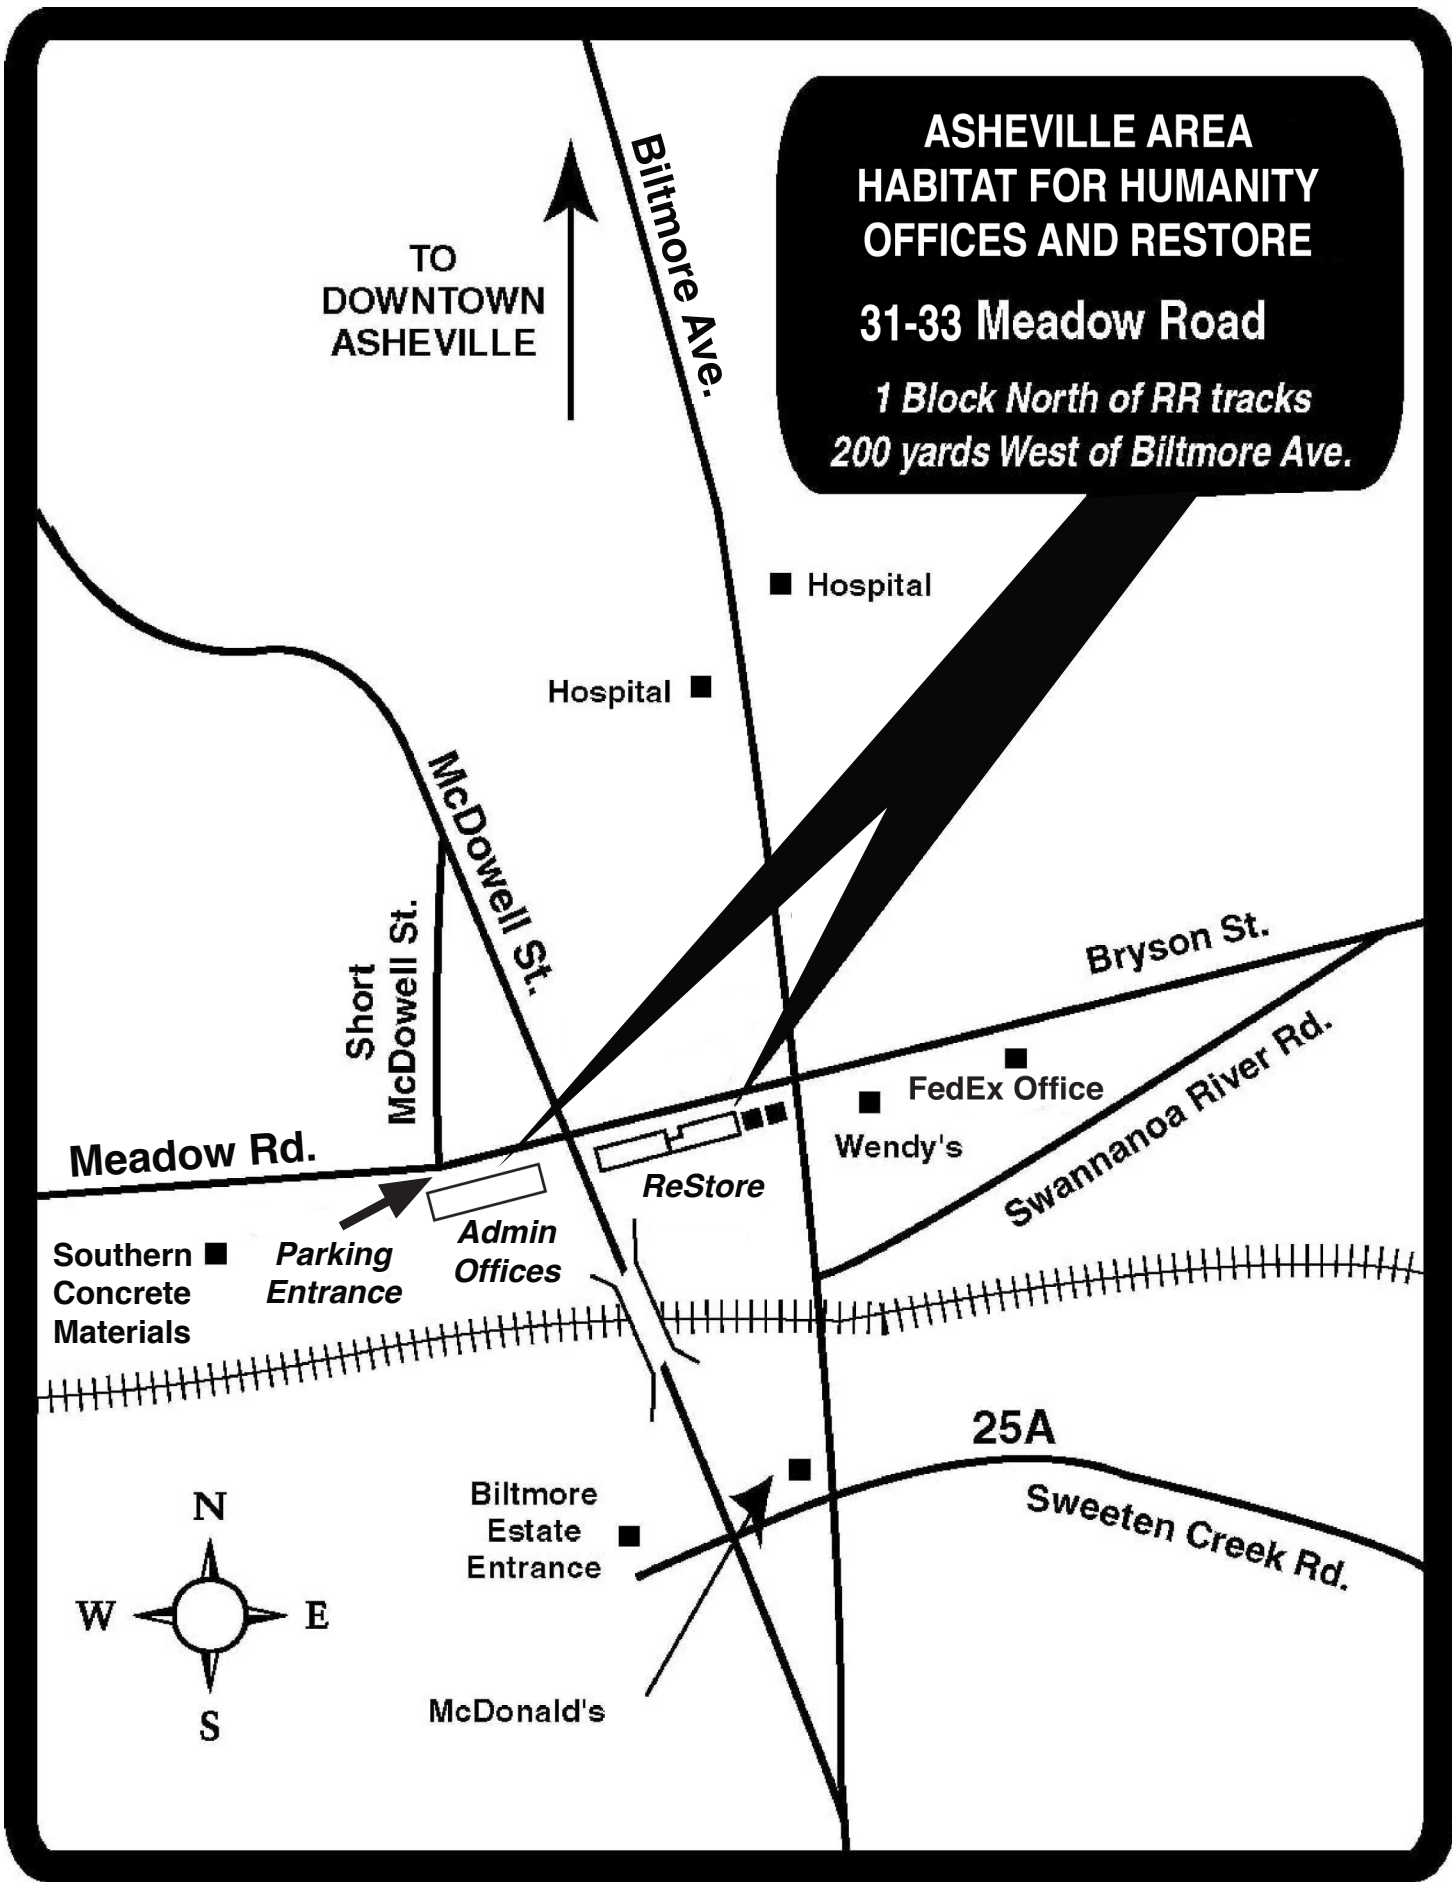 ASHEVILLE AREA
HABITAT FOR HUMANITY
OFFICES AND RESTORE
31-33 Meadow Road
1 Block North of RR tracks
200 yards West of Biltmore Ave.
Biltmore Ave.
TO
DOWNTOWN
ASHEVILLE
Hospital
Hospital
McDowell St.
Short
McDowell St.
Bryson St.
Swannanoa River Rd.
FedEx Office
Wendy's
Meadow Rd.
ReStore
Admin
Offices
Parking
Entrance
Southern
Concrete
Materials
25A
Sweeten Creek Rd.
Biltmore
Estate
Entrance
McDonald's
N
W
E
S